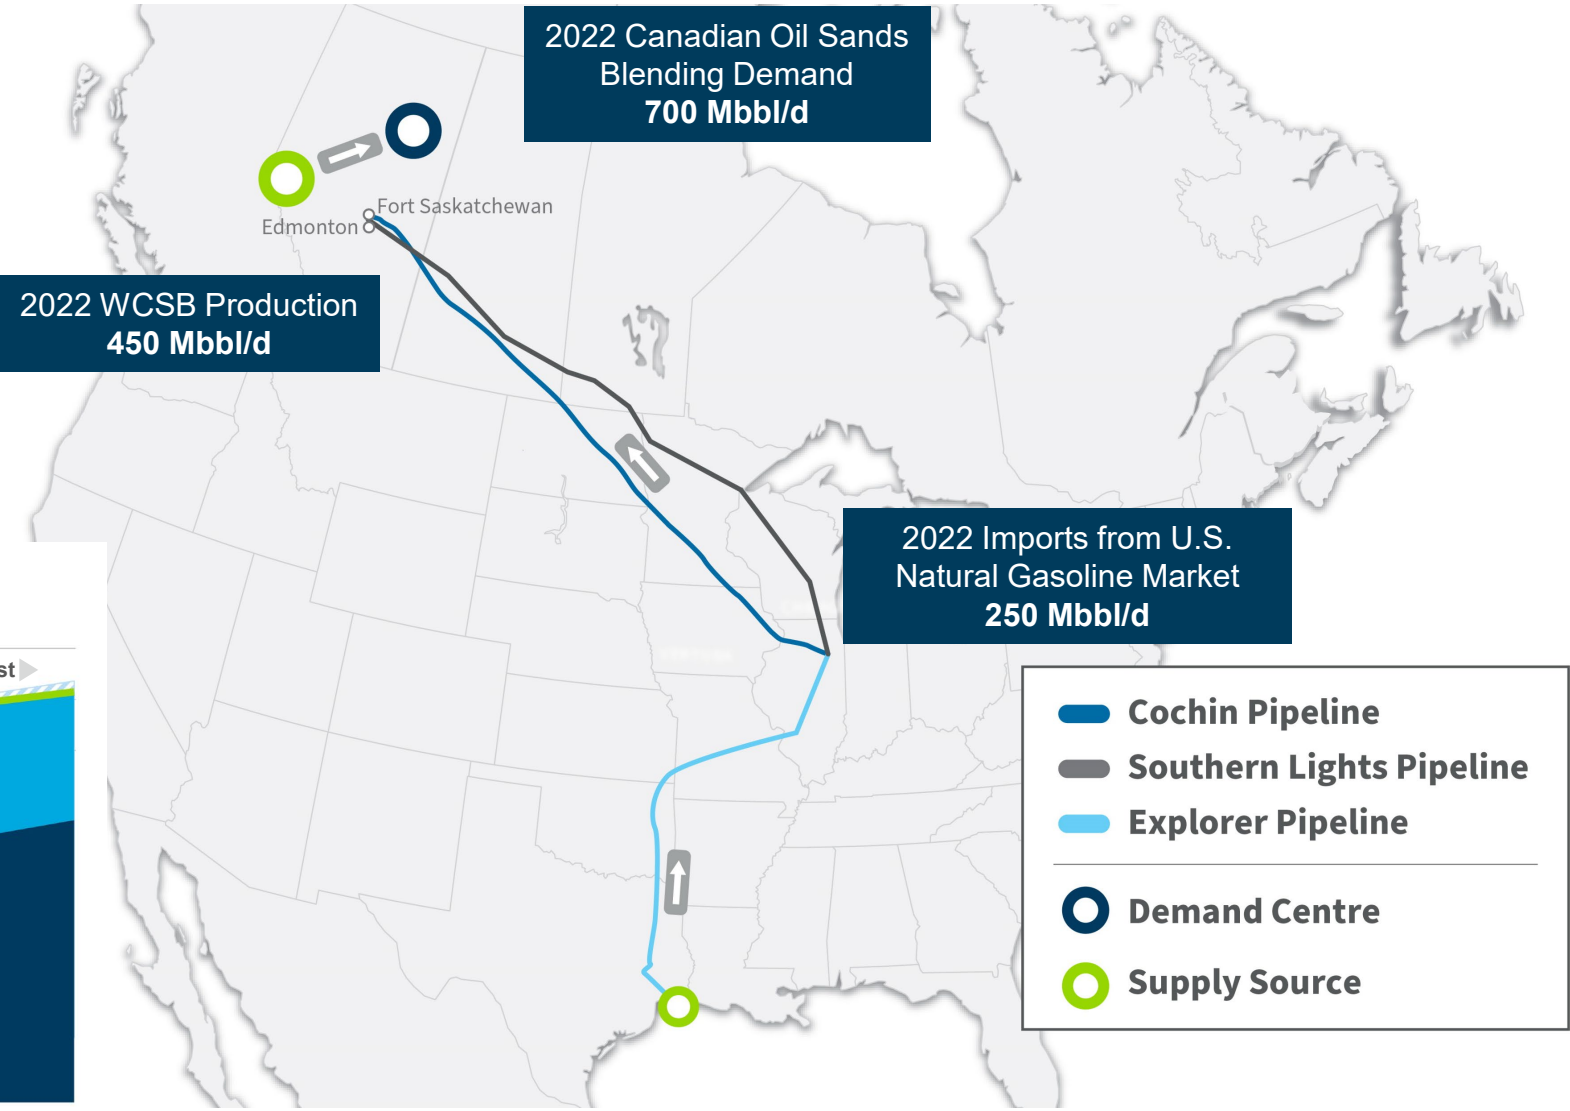 2022 Canadian Oil Sands
Blending Demand
700 Mbbl/d
Fort Saskatchewan
Edmonton
2022 WCSB Production
450 Mbbl/d
2022 Imports from U.S.
Natural Gasoline Market
250 Mbbl/d
st
Cochin Pipeline
Southern Lights Pipeline
Explorer Pipeline
Demand Centre
Supply Source